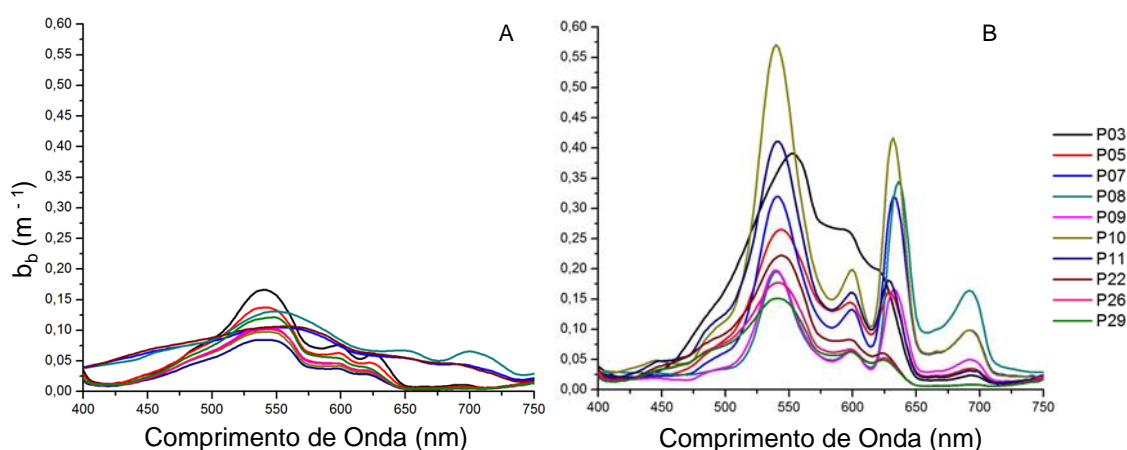 A
B
b_b (m⁻¹)
0,60
0,55
0,50
0,45
0,40
0,35
0,30
0,25
0,20
0,15
0,10
0,05
0,00
400
450
500
550
600
650
700
750
Comprimento de Onda (nm)
0,60
0,55
0,50
0,45
0,40
0,35
0,30
0,25
0,20
0,15
0,10
0,05
0,00
400
450
500
550
600
650
700
750
Comprimento de Onda (nm)
P03
P05
P07
P08
P09
P10
P11
P22
P26
P29